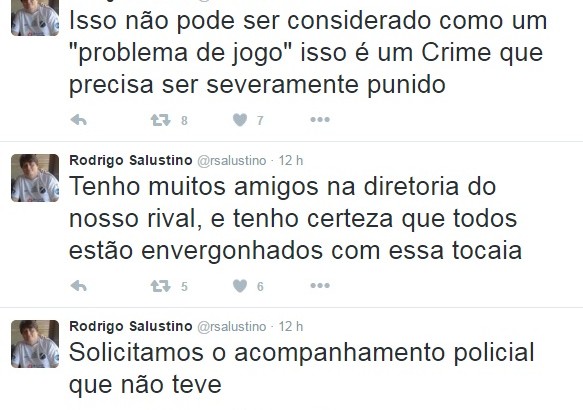 Isso não pode ser considerado como um
"problema de jogo" isso é um Crime que
precisa ser severamente punido
8 7
Rodrigo Salustino @rsalustino · 12 h
Tenho muitos amigos na diretoria do
nosso rival, e tenho certeza que todos
estão envergonhados com essa tocaia
5 6
Rodrigo Salustino @rsalustino · 12 h
Solicitamos o acompanhamento policial
que não teve